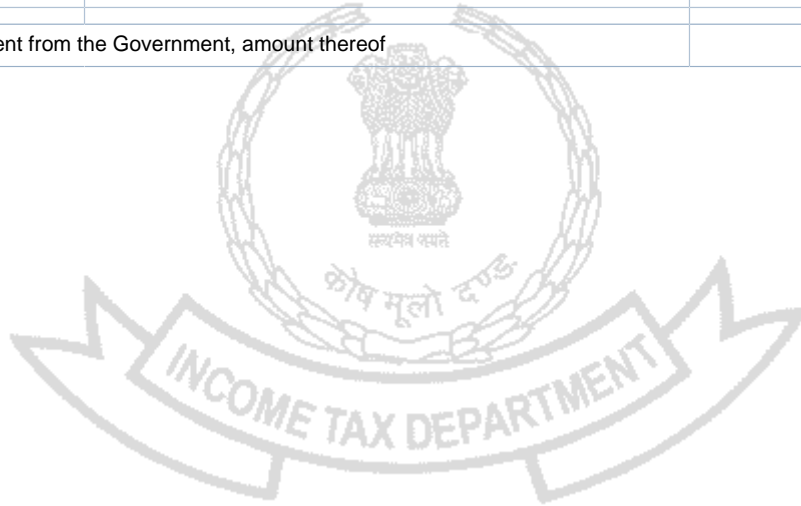 ent from the Government, amount thereof
सत्यमेव जयते
कोष मूलो दण्डः
INCOME TAX DEPARTMENT